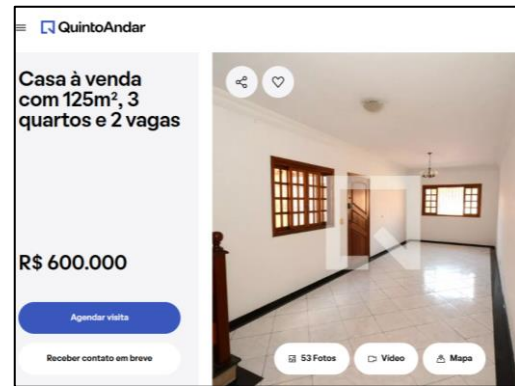 QuintoAndar
Casa à venda
com 125m², 3
quartos e 2 vagas
R$ 600.000
Agendar visita
Receber contato em breve
53 Fotos
Vídeo
Mapa